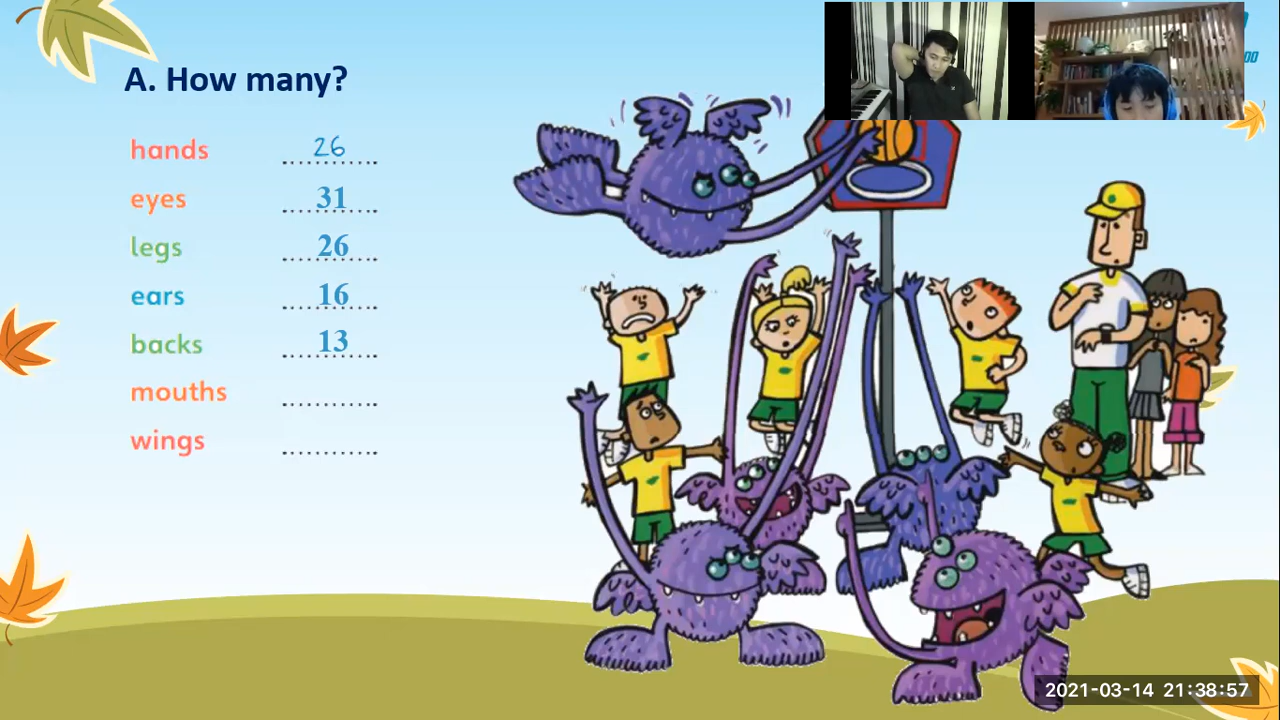 A. How many?
hands 26
eyes 31
legs 26
ears 16
backs 13
mouths
wings
00
2021-03-14 21:38:57